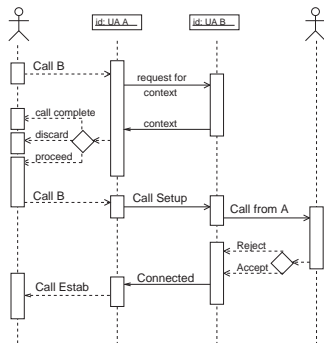 id: UA A
id: UA B
Call B
request for
context
call complete
context
discard
proceed
Call B
Call Setup
Call from A
Reject
Accept
Connected
Call Estab